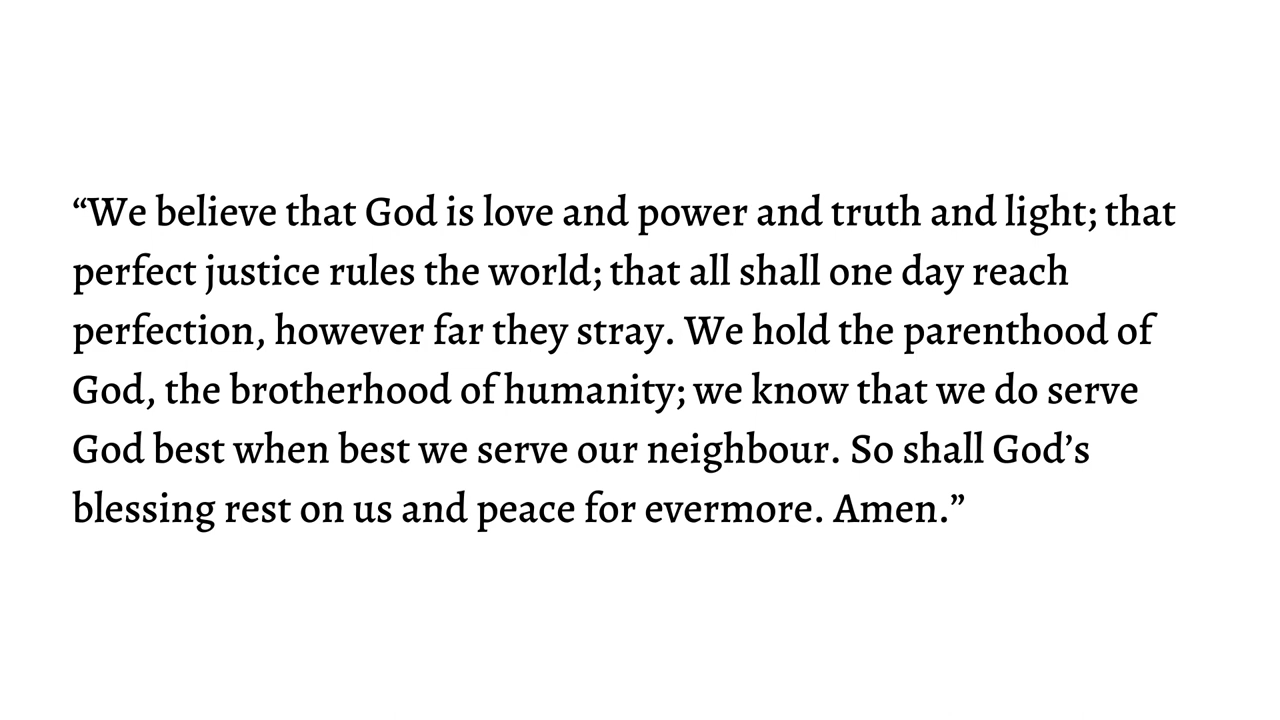 “We believe that God is love and power and truth and light; that
perfect justice rules the world; that all shall one day reach
perfection, however far they stray. We hold the parenthood of
God, the brotherhood of humanity; we know that we do serve
God best when best we serve our neighbour. So shall God’s
blessing rest on us and peace for evermore. Amen.”